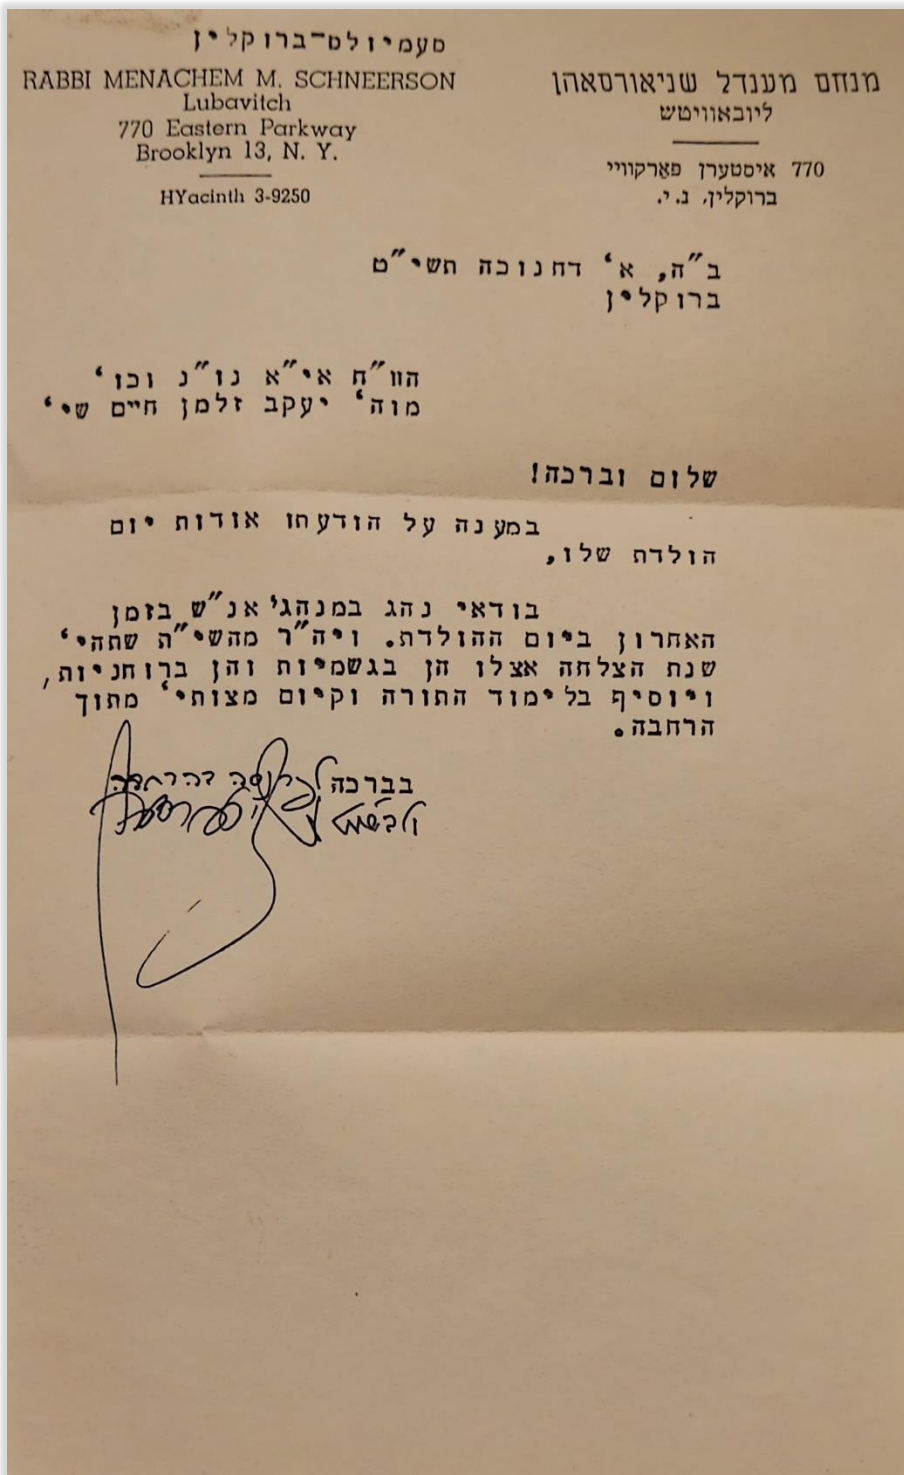 סעמיולס-ברוקלין
RABBI MENACHEM M. SCHNEERSON
Lubavitch
770 Eastern Parkway
Brooklyn 13, N. Y.
HYacinth 3-9250
מנחם מענדל שניאורסאהן
ליובאוויטש
770 איסטערן פארקוויי
ברוקלין, נ.י.
ב"ה, א' דחנוכה תשי"ט
ברוקלין
הוו"ח אי"א נו"נ וכו'
מוה' יעקב זלמן חיים שי'
שלום וברכה!
במענה על הודעתו אודות יום
הולדת שלו,
בודאי נהג במנהגי אנ"ש בזמן
האחרון ביום ההולדת. ויה"ר מהשי"ת שתהי'
שנת הצלחה אצלו הן בגשמיות והן ברוחניות,
ויוסיף בלימוד התורה וקיום מצותי' מתוך
הרחבה.
בברכה לפרנסה בהרחבה